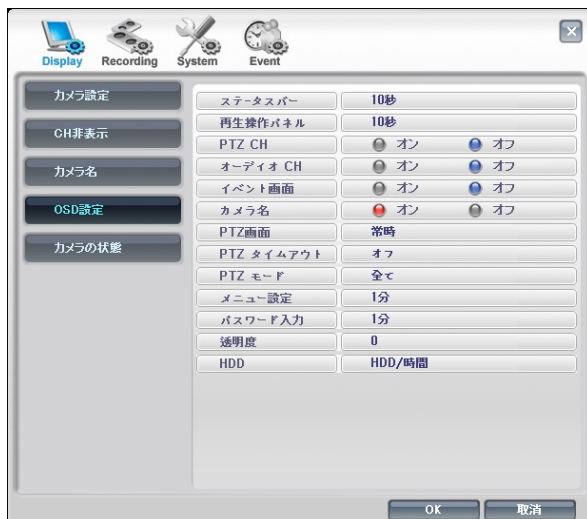 Display Recording System Event
カメラ設定
CH非表示
カメラ名
OSD設定
カメラの状態
ステータスバー 10秒
再生操作パネル 10秒
PTZ CH オン オフ
オーディオ CH オン オフ
イベント画面 オン オフ
カメラ名 オン オフ
PTZ画面 常時
PTZ タイムアウト オフ
PTZ モード 全て
メニュー設定 1分
パスワード入力 1分
透明度 0
HDD HDD/時間
OK 取消